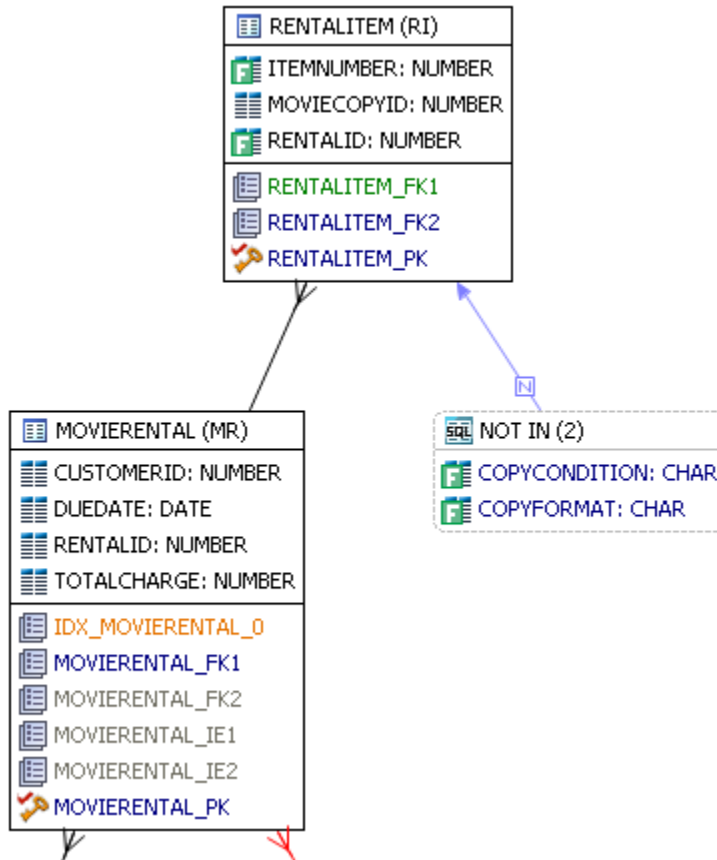 RENTALITEM (RI)
F ITEMNUMBER: NUMBER
MOVIECOPYID: NUMBER
F RENTALID: NUMBER
RENTALITEM_FK1
RENTALITEM_FK2
RENTALITEM_PK
N
MOVIERENTAL (MR)
CUSTOMERID: NUMBER
DUEDATE: DATE
RENTALID: NUMBER
TOTALCHARGE: NUMBER
IDX_MOVIERENTAL_0
MOVIERENTAL_FK1
MOVIERENTAL_FK2
MOVIERENTAL_IE1
MOVIERENTAL_IE2
MOVIERENTAL_PK
SQL NOT IN (2)
F COPYCONDITION: CHAR
F COPYFORMAT: CHAR